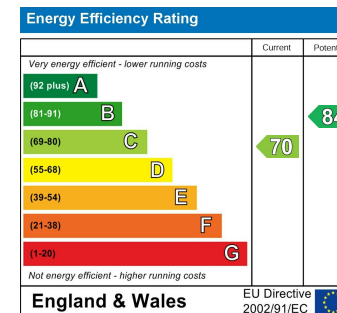 Energy Efficiency Rating
Current
Very energy efficient - lower running costs
(92 plus) A
(81-91) B
(69-80) C
70
(55-68) D
(39-54) E
(21-38) F
(1-20) G
Not energy efficient - higher running costs
England & Wales
EU Directive
2002/91/EC